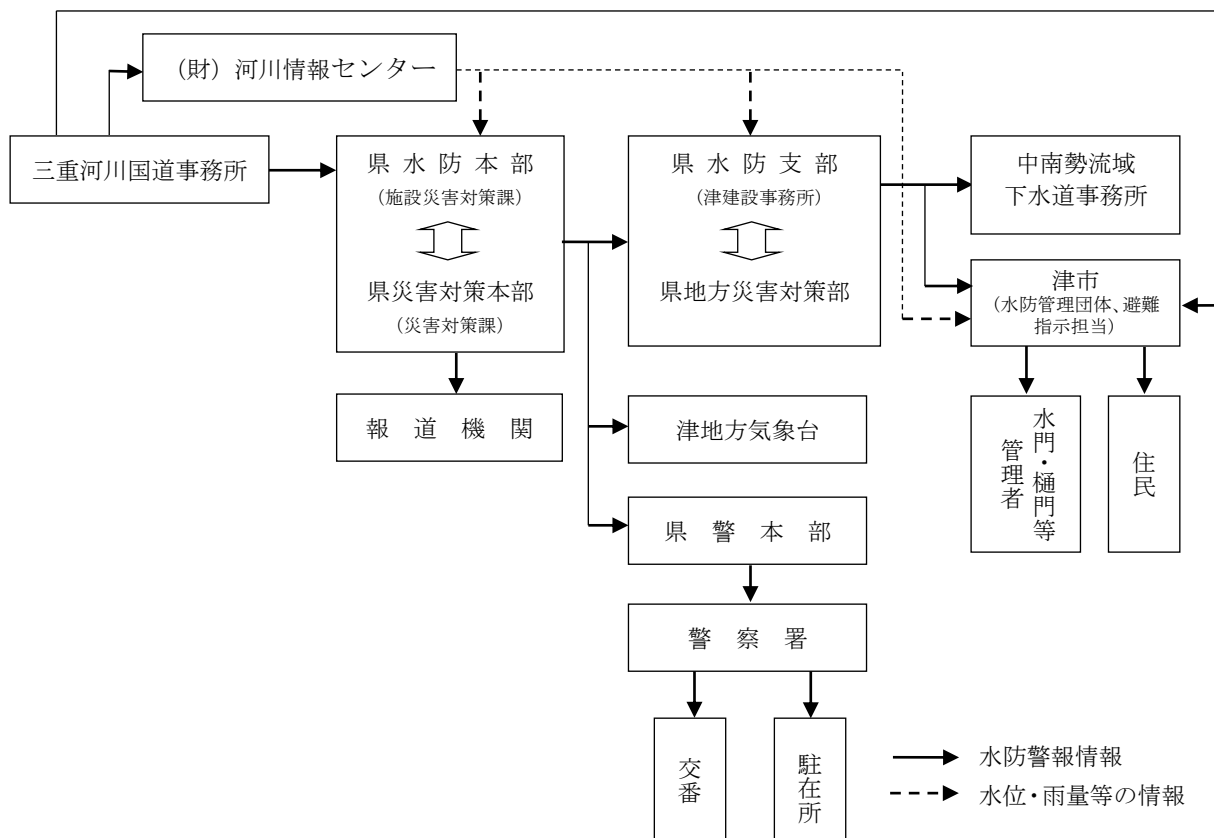 （財）河川情報センター
三重河川国道事務所
県水防本部
（施設災害対策課）
県災害対策本部
（災害対策課）
県水防支部
（津建設事務所）
県地方災害対策部
中南勢流域
下水道事務所
津市
（水防管理団体、避難
指示担当）
報道機関
津地方気象台
水門・樋門等
管理者
住民
県警本部
警察署
交番
駐在所
水防警報情報
水位・雨量等の情報